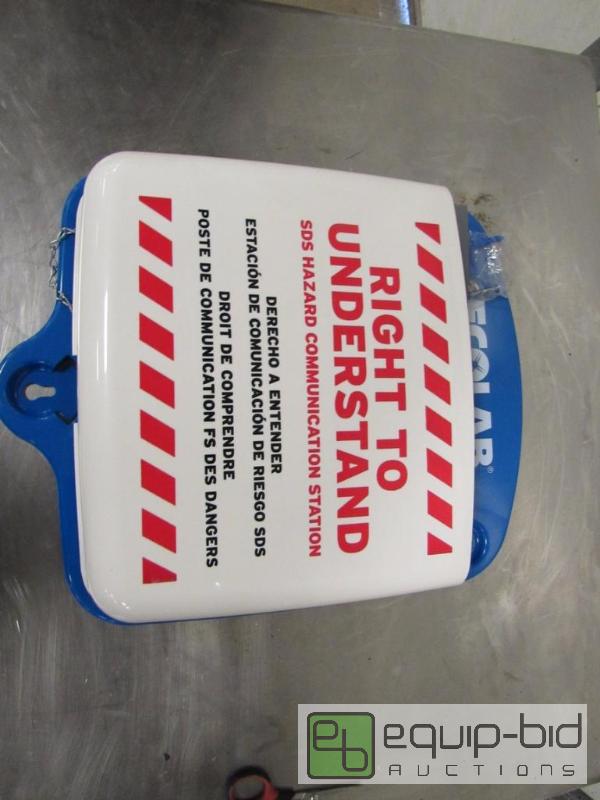 ECOLAB®
RIGHT TO
UNDERSTAND
SDS HAZARD COMMUNICATION STATION
DERECHO A ENTENDER
ESTACIÓN DE COMUNICACIÓN DE RIESGO SDS
DROIT DE COMPRENDRE
POSTE DE COMMUNICATION FS DES DANGERS
eb equip-bid
AUCTIONS